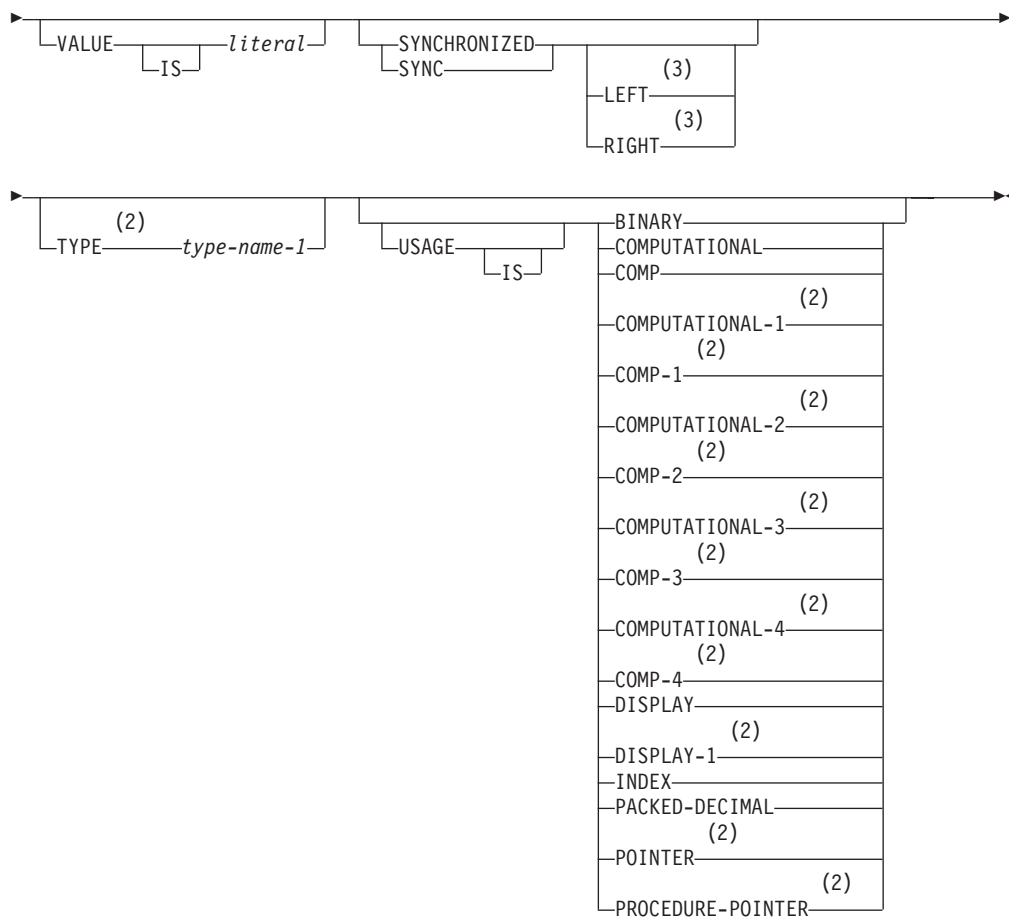 VALUE literal SYNCHRONIZED
IS SYNC (3)
LEFT
(3)
RIGHT
(2) BINARY
TYPE type-name-1 USAGE COMPUTATIONAL
IS COMP
(2)
COMPUTATIONAL-1
(2)
COMP-1
(2)
COMPUTATIONAL-2
(2)
COMP-2
(2)
COMPUTATIONAL-3
(2)
COMP-3
(2)
COMPUTATIONAL-4
(2)
COMP-4
DISPLAY
(2)
DISPLAY-1
INDEX
PACKED-DECIMAL
(2)
POINTER
(2)
PROCEDURE-POINTER